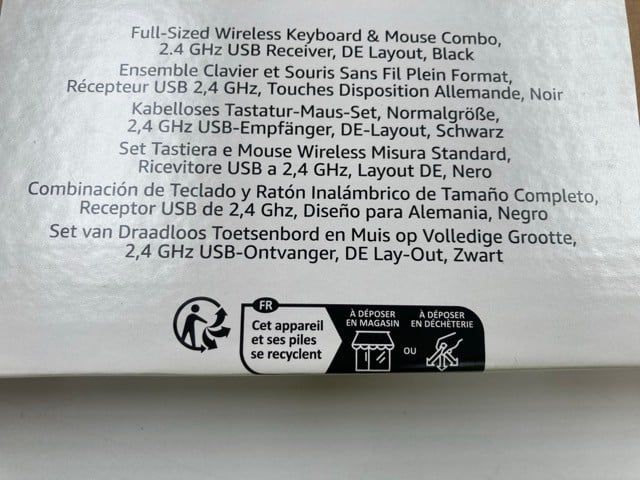 Full-Sized Wireless Keyboard & Mouse Combo,
2.4 GHz USB Receiver, DE Layout, Black
Ensemble Clavier et Souris Sans Fil Plein Format,
Récepteur USB 2,4 GHz, Touches Disposition Allemande, Noir
Kabelloses Tastatur-Maus-Set, Normalgröße,
2,4 GHz USB-Empfänger, DE-Layout, Schwarz
Set Tastiera e Mouse Wireless Misura Standard,
Ricevitore USB a 2,4 GHz, Layout DE, Nero
Combinación de Teclado y Ratón Inalámbrico de Tamaño Completo,
Receptor USB de 2,4 Ghz, Diseño para Alemania, Negro
Set van Draadloos Toetsenbord en Muis op Volledige Grootte,
2,4 GHz USB-Ontvanger, DE Lay-Out, Zwart
FR
Cet appareil
et ses piles
se recyclent
À DÉPOSER
EN MAGASIN
OU
À DÉPOSER
EN DÉCHÈTERIE